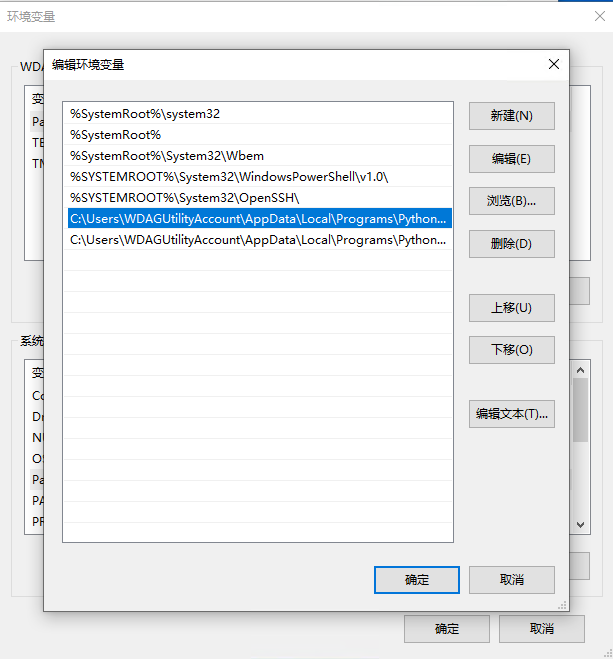 环境变量
编辑环境变量
%SystemRoot%\system32
%SystemRoot%
%SystemRoot%\System32\Wbem
%SYSTEMROOT%\System32\WindowsPowerShell\v1.0\
%SYSTEMROOT%\System32\OpenSSH\
C:\Users\WDAGUtilityAccount\AppData\Local\Programs\Python...
C:\Users\WDAGUtilityAccount\AppData\Local\Programs\Python...
新建(N)
编辑(E)
浏览(B)...
删除(D)
上移(U)
下移(O)
编辑文本(T)...
确定
取消
WDA
变
Pa
TE
TM
系统
变
Co
Dr
NU
OS
Pa
PA
PR
确定
取消